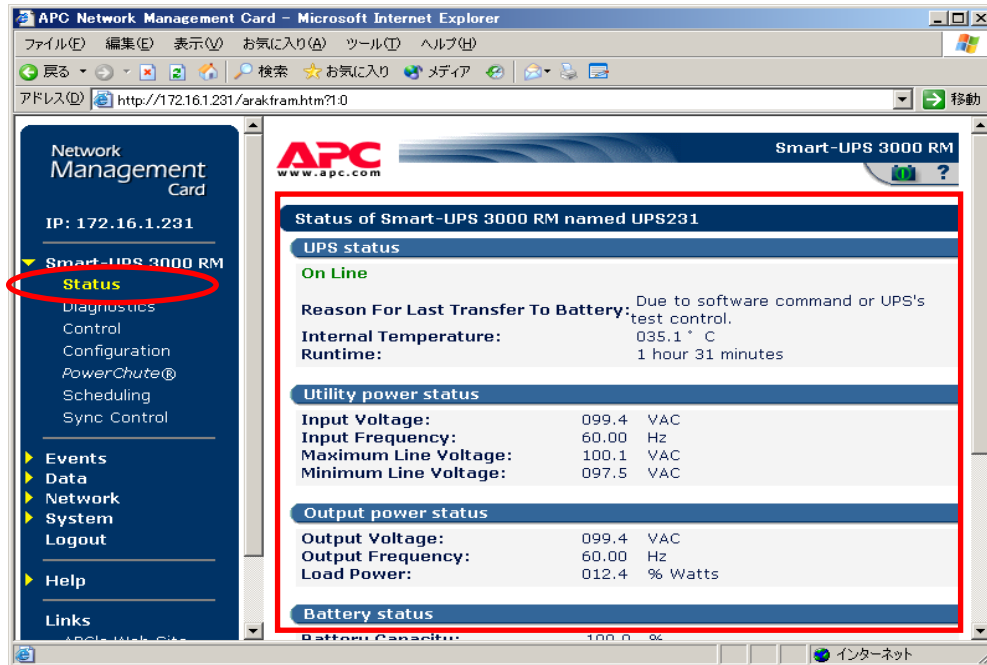 APC Network Management Card - Microsoft Internet Explorer
ファイル(F) 編集(E) 表示(V) お気に入り(A) ツール(T) ヘルプ(H)
戻る 検索 お気に入り メディア
アドレス(D) http://172.16.1.231/arakfram.htm?1:0 移動
Network
Management
Card
IP: 172.16.1.231
Smart-UPS 3000 RM
Status
Diagnostics
Control
Configuration
PowerChute®
Scheduling
Sync Control
Events
Data
Network
System
Logout
Help
Links
APC's Web Site
APC
www.apc.com
Smart-UPS 3000 RM
?
Status of Smart-UPS 3000 RM named UPS231
UPS status
On Line
Reason For Last Transfer To Battery: Due to software command or UPS's
test control.
Internal Temperature: 035.1° C
Runtime: 1 hour 31 minutes
Utility power status
Input Voltage: 099.4 VAC
Input Frequency: 60.00 Hz
Maximum Line Voltage: 100.1 VAC
Minimum Line Voltage: 097.5 VAC
Output power status
Output Voltage: 099.4 VAC
Output Frequency: 60.00 Hz
Load Power: 012.4 % Watts
Battery status
Battery Capacity: 100.0 %
インターネット